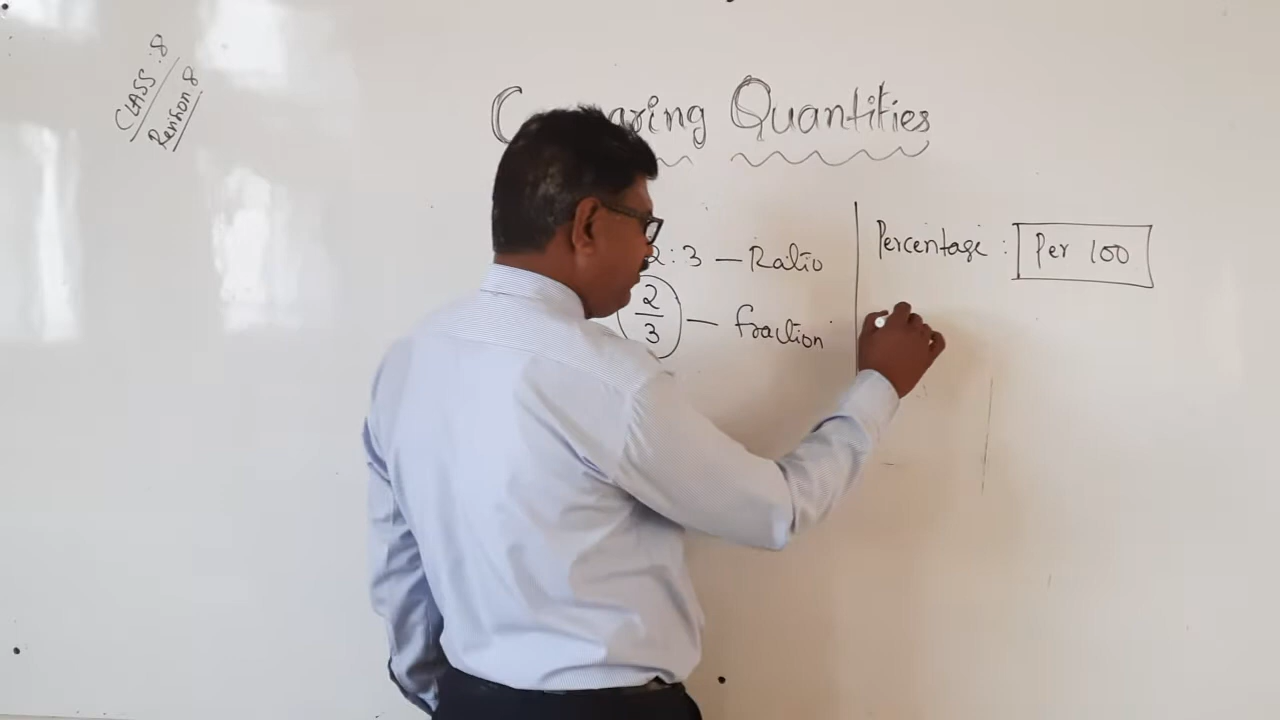 CLASS : 8
Revision 8
Quantities
2 : 3 — Ratio
2/3 — fraction
Percentage : Per 100